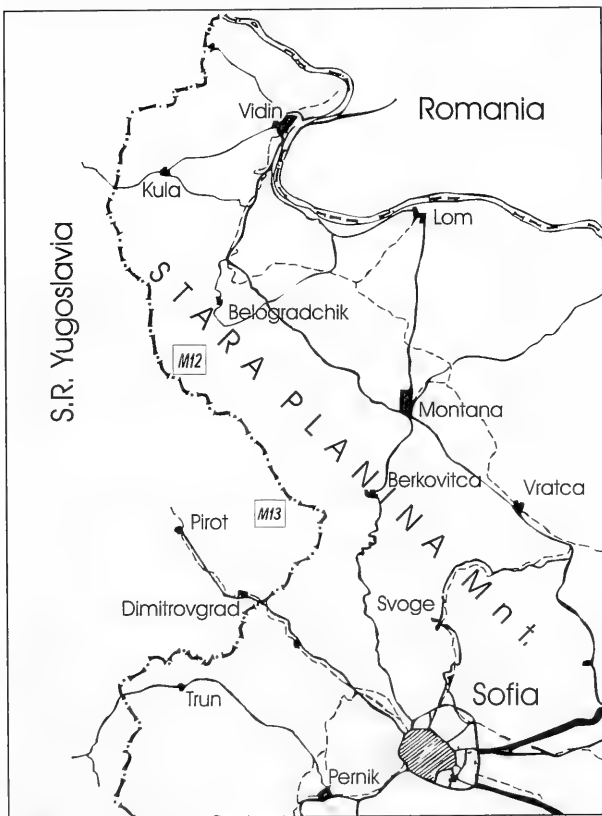 Vidin
Romania
Kula
Lom
S.R. Yugoslavia
STARA PLANINA Mnt.
Belogradchik
M12
Montana
Berkovitca
Vratca
M13
Pirot
Dimitrovgrad
Svoge
Sofia
Trun
Pernik